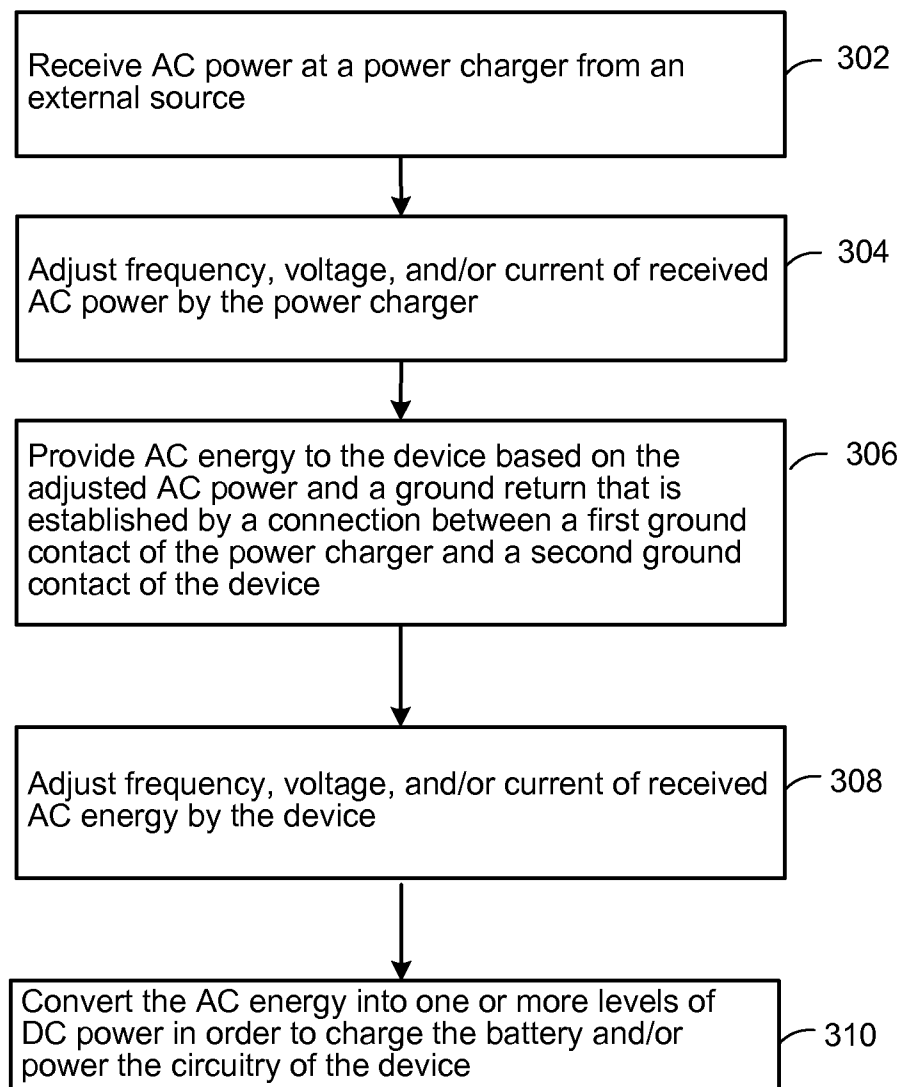 Receive AC power at a power charger from an
external source
302
Adjust frequency, voltage, and/or current of received
AC power by the power charger
304
Provide AC energy to the device based on the
adjusted AC power and a ground return that is
established by a connection between a first ground
contact of the power charger and a second ground
contact of the device
306
Adjust frequency, voltage, and/or current of received
AC energy by the device
308
Convert the AC energy into one or more levels of
DC power in order to charge the battery and/or
power the circuitry of the device
310